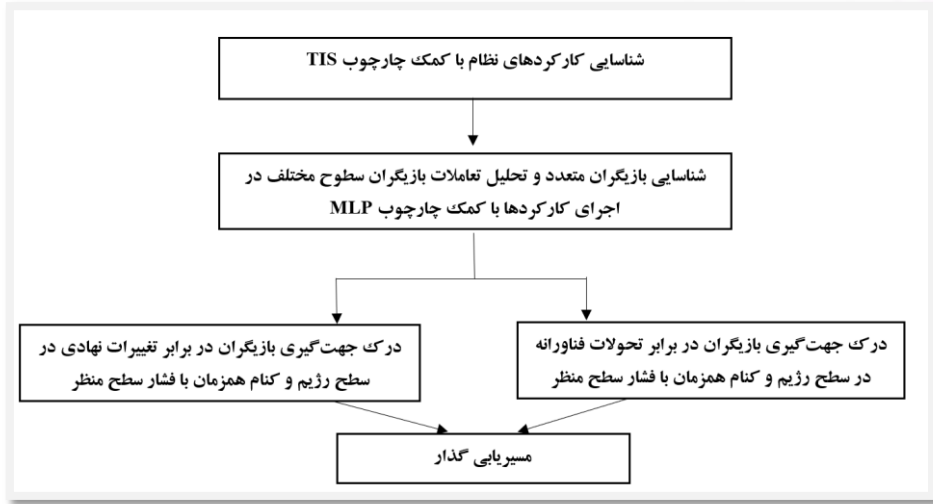 شناسایی کارکردهای نظام با کمک چارچوب TIS
شناسایی بازیگران متعدد و تحلیل تعاملات بازیگران سطوح مختلف در
اجرای کارکردها با کمک چارچوب MLP
درک جهت‌گیری بازیگران در برابر تحولات فناورانه
در سطح رژیم و کنام همزمان با فشار سطح منظر
درک جهت‌گیری بازیگران در برابر تغییرات نهادی در
سطح رژیم و کنام همزمان با فشار سطح منظر
مسیریابی گذار